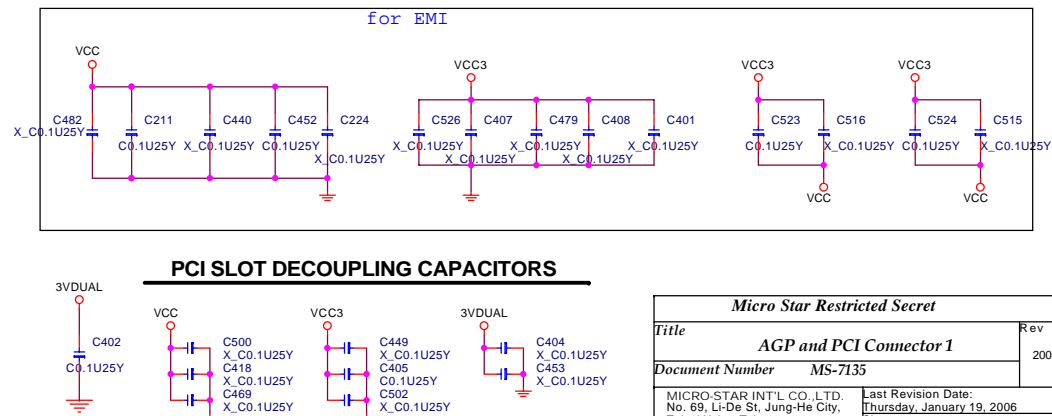 for EMI
VCC
VCC3
VCC3
VCC3
C482
X_C0.1U25Y
C211
C0.1U25Y
C440
X_C0.1U25Y
C452
C0.1U25Y
C224
X_C0.1U25Y
C526
X_C0.1U25Y
C407
X_C0.1U25Y
C479
X_C0.1U25Y
C408
X_C0.1U25Y
C401
X_C0.1U25Y
C523
C0.1U25Y
C516
X_C0.1U25Y
C524
C0.1U25Y
C515
X_C0.1U25Y
VCC
VCC
PCI SLOT DECOUPLING CAPACITORS
3VDUAL
C402
C0.1U25Y
VCC
C500
X_C0.1U25Y
C418
X_C0.1U25Y
C469
X_C0.1U25Y
VCC3
C449
X_C0.1U25Y
C405
C0.1U25Y
C502
X_C0.1U25Y
3VDUAL
C404
X_C0.1U25Y
C453
X_C0.1U25Y
Micro Star Restricted Secret
Title
Rev
AGP and PCI Connector 1
200
Document Number MS-7135
MICRO-STAR INT'L CO.,LTD.
No. 69, Li-De St, Jung-He City,
Last Revision Date:
Thursday, January 19, 2006